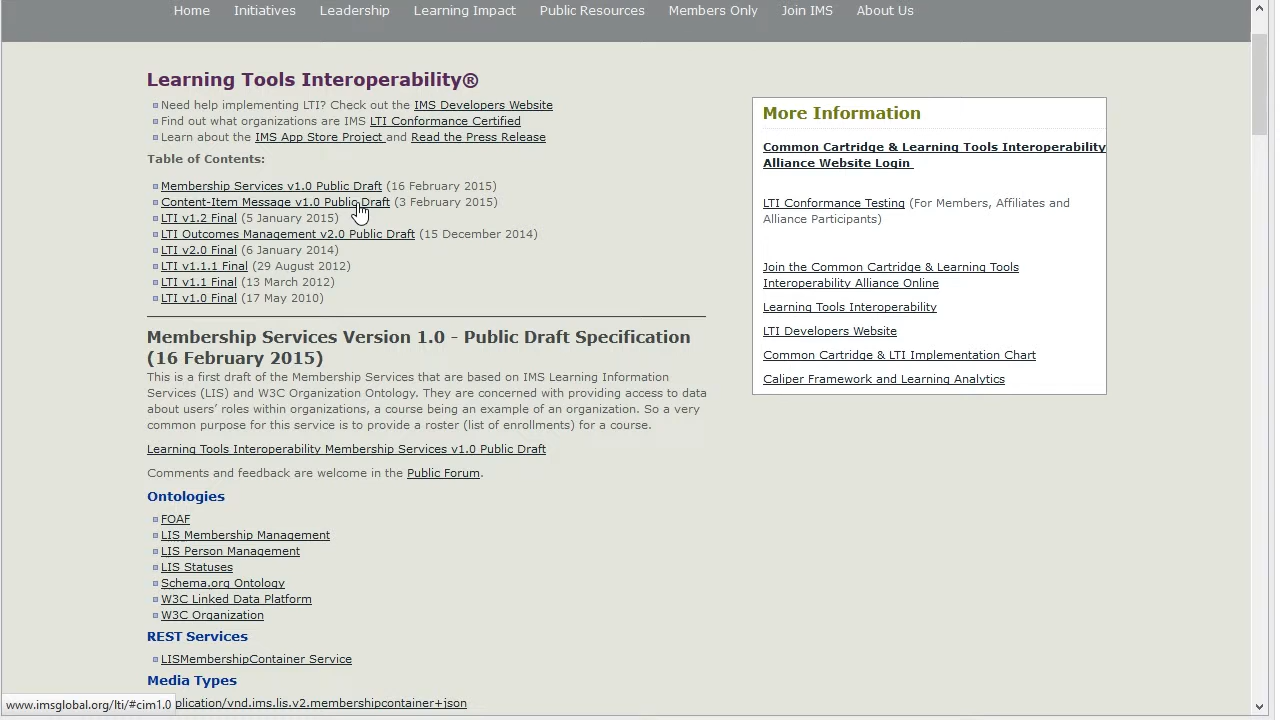 Home Initiatives Leadership Learning Impact Public Resources Members Only Join IMS About Us
Learning Tools Interoperability®
Need help implementing LTI? Check out the IMS Developers Website
Find out what organizations are IMS LTI Conformance Certified
Learn about the IMS App Store Project and Read the Press Release
Table of Contents:
Membership Services v1.0 Public Draft (16 February 2015)
Content-Item Message v1.0 Public Draft (3 February 2015)
LTI v1.2 Final (5 January 2015)
LTI Outcomes Management v2.0 Public Draft (15 December 2014)
LTI v2.0 Final (6 January 2014)
LTI v1.1.1 Final (29 August 2012)
LTI v1.1 Final (13 March 2012)
LTI v1.0 Final (17 May 2010)
Membership Services Version 1.0 - Public Draft Specification
(16 February 2015)
This is a first draft of the Membership Services that are based on IMS Learning Information
Services (LIS) and W3C Organization Ontology. They are concerned with providing access to data
about users' roles within organizations, a course being an example of an organization. So a very
common purpose for this service is to provide a roster (list of enrollments) for a course.
Learning Tools Interoperability Membership Services v1.0 Public Draft
Comments and feedback are welcome in the Public Forum.
Ontologies
FOAF
LIS Membership Management
LIS Person Management
LIS Statuses
Schema.org Ontology
W3C Linked Data Platform
W3C Organization
REST Services
LISMembershipContainer Service
Media Types
plication/vnd.ims.lis.v2.membershipcontainer+json
www.imsglobal.org/lti/#cim1.0
More Information
Common Cartridge & Learning Tools Interoperability
Alliance Website Login
LTI Conformance Testing (For Members, Affiliates and
Alliance Participants)
Join the Common Cartridge & Learning Tools
Interoperability Alliance Online
Learning Tools Interoperability
LTI Developers Website
Common Cartridge & LTI Implementation Chart
Caliper Framework and Learning Analytics